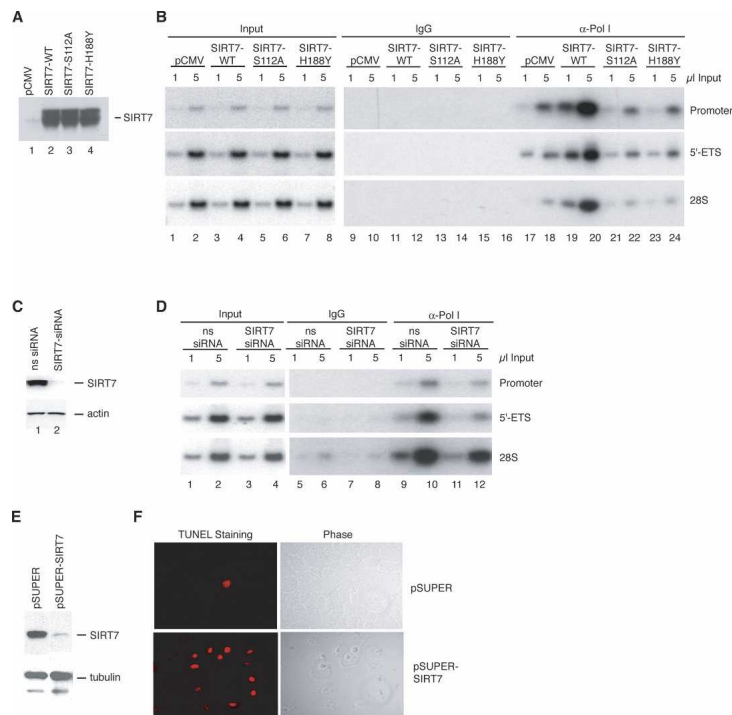 A
pCMV
SIRT7-WT
SIRT7-S112A
SIRT7-H188Y
– SIRT7
1 2 3 4
B
Input IgG α-Pol I
pCMV SIRT7-WT SIRT7-S112A SIRT7-H188Y pCMV SIRT7-WT SIRT7-S112A SIRT7-H188Y pCMV SIRT7-WT SIRT7-S112A SIRT7-H188Y
1 5 1 5 1 5 1 5 1 5 1 5 1 5 1 5 1 5 1 5 1 5 1 5 µl Input
Promoter
5'-ETS
28S
1 2 3 4 5 6 7 8 9 10 11 12 13 14 15 16 17 18 19 20 21 22 23 24
C
ns siRNA
SIRT7-siRNA
– SIRT7
– actin
1 2
D
Input IgG α-Pol I
ns siRNA SIRT7 siRNA ns siRNA SIRT7 siRNA ns siRNA SIRT7 siRNA
1 5 1 5 1 5 1 5 1 5 1 5 µl Input
Promoter
5'-ETS
28S
1 2 3 4 5 6 7 8 9 10 11 12
E
pSUPER
pSUPER-SIRT7
– SIRT7
– tubulin
F
TUNEL Staining Phase
pSUPER
pSUPER-
SIRT7